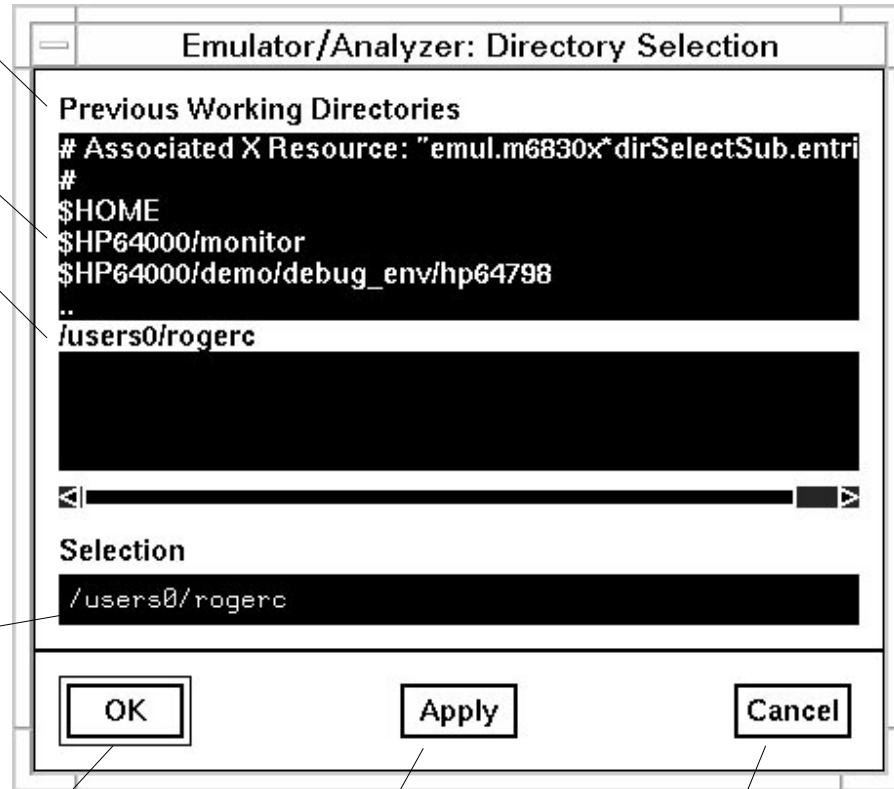 Emulator/Analyzer: Directory Selection
Previous Working Directories
# Associated X Resource: "emul.m6830x*dirSelectSub.entri
#
$HOME
$HP64000/monitor
$HP64000/demo/debug_env/hp64798
..
/users0/rogerc
Selection
/users0/rogerc
OK
Apply
Cancel